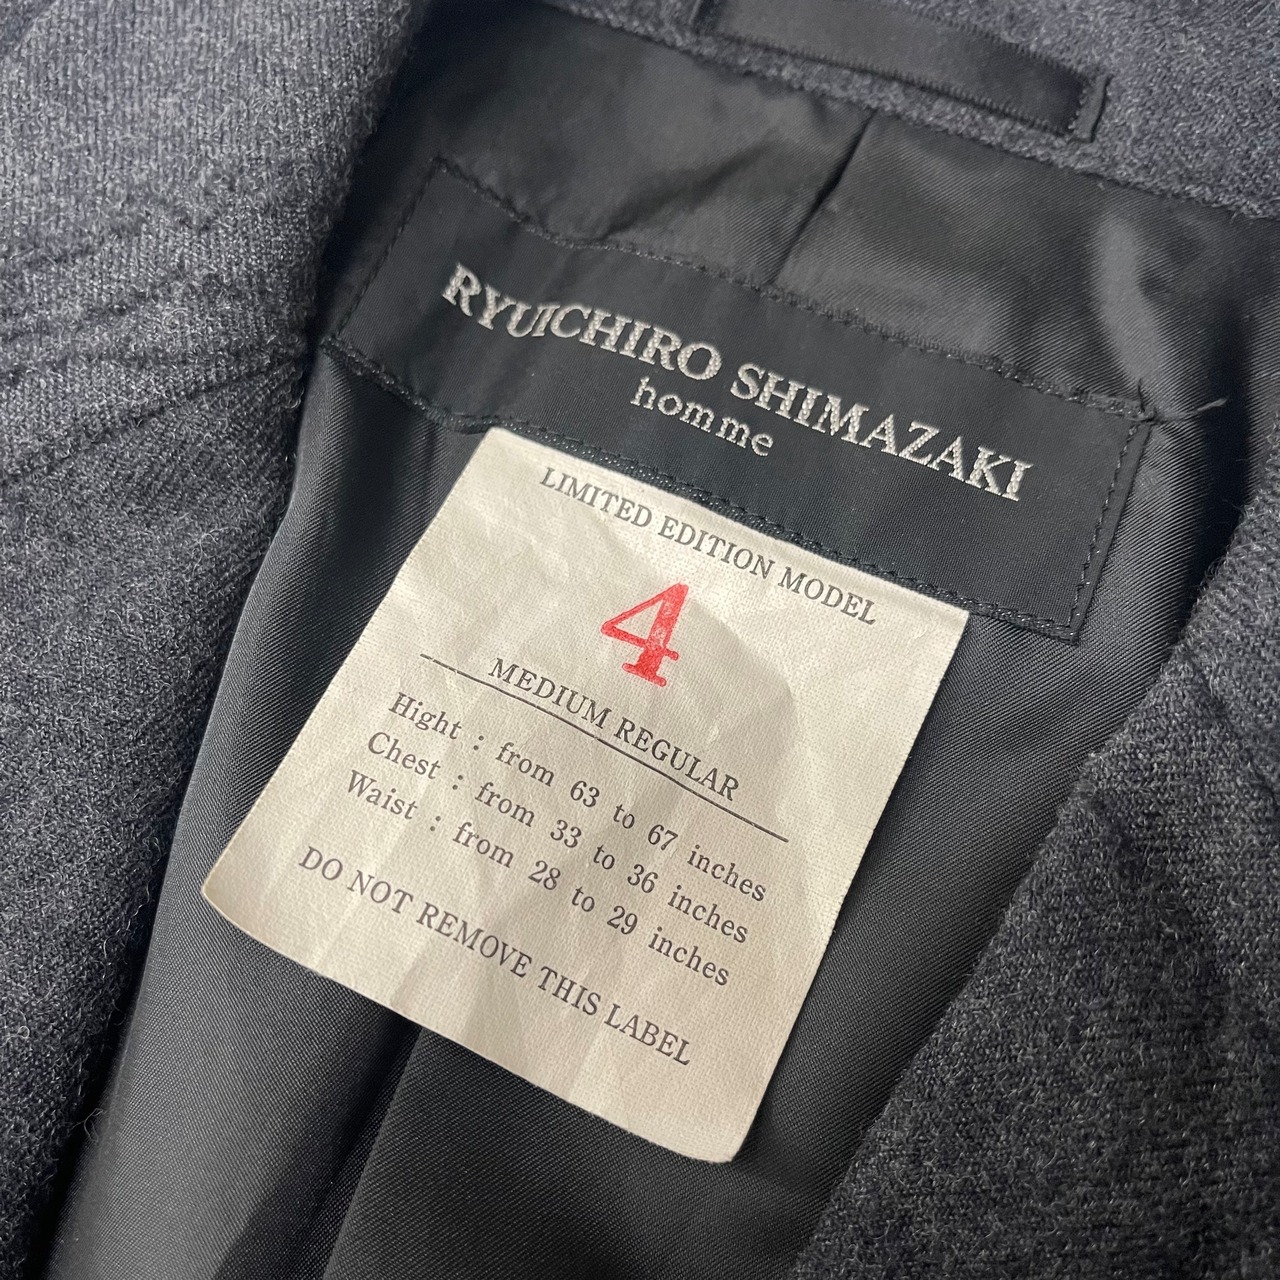 RYUICHIRO SHIMAZAKI
homme
LIMITED EDITION MODEL
4
MEDIUM REGULAR
Hight : from 63 to 67 inches
Chest : from 33 to 36 inches
Waist : from 28 to 29 inches
DO NOT REMOVE THIS LABEL